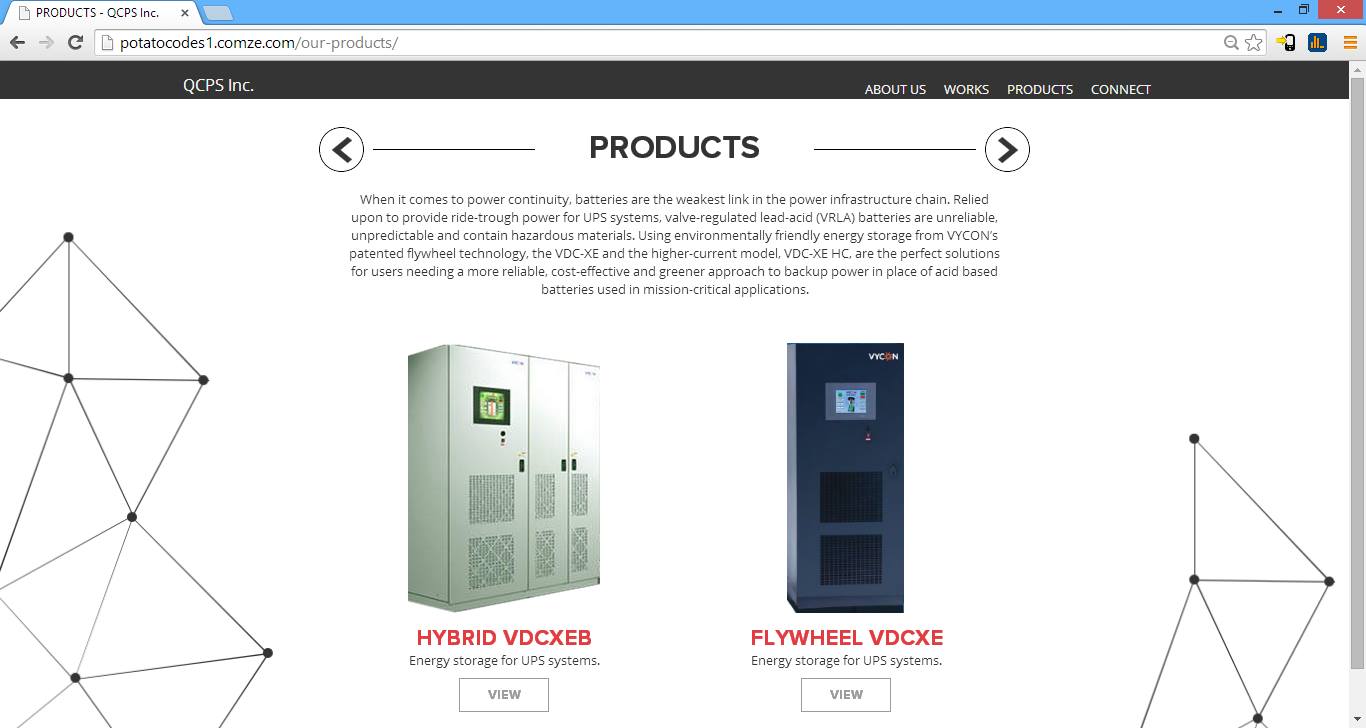 PRODUCTS - QCPS Inc.
potatocodes1.comze.com/our-products/
QCPS Inc.
ABOUT US WORKS PRODUCTS CONNECT
PRODUCTS
When it comes to power continuity, batteries are the weakest link in the power infrastructure chain. Relied
upon to provide ride-trough power for UPS systems, valve-regulated lead-acid (VRLA) batteries are unreliable,
unpredictable and contain hazardous materials. Using environmentally friendly energy storage from VYCON's
patented flywheel technology, the VDC-XE and the higher-current model, VDC-XE HC, are the perfect solutions
for users needing a more reliable, cost-effective and greener approach to backup power in place of acid based
batteries used in mission-critical applications.
VYCON
HYBRID VDCXEB
FLYWHEEL VDCXE
Energy storage for UPS systems.
Energy storage for UPS systems.
VIEW
VIEW